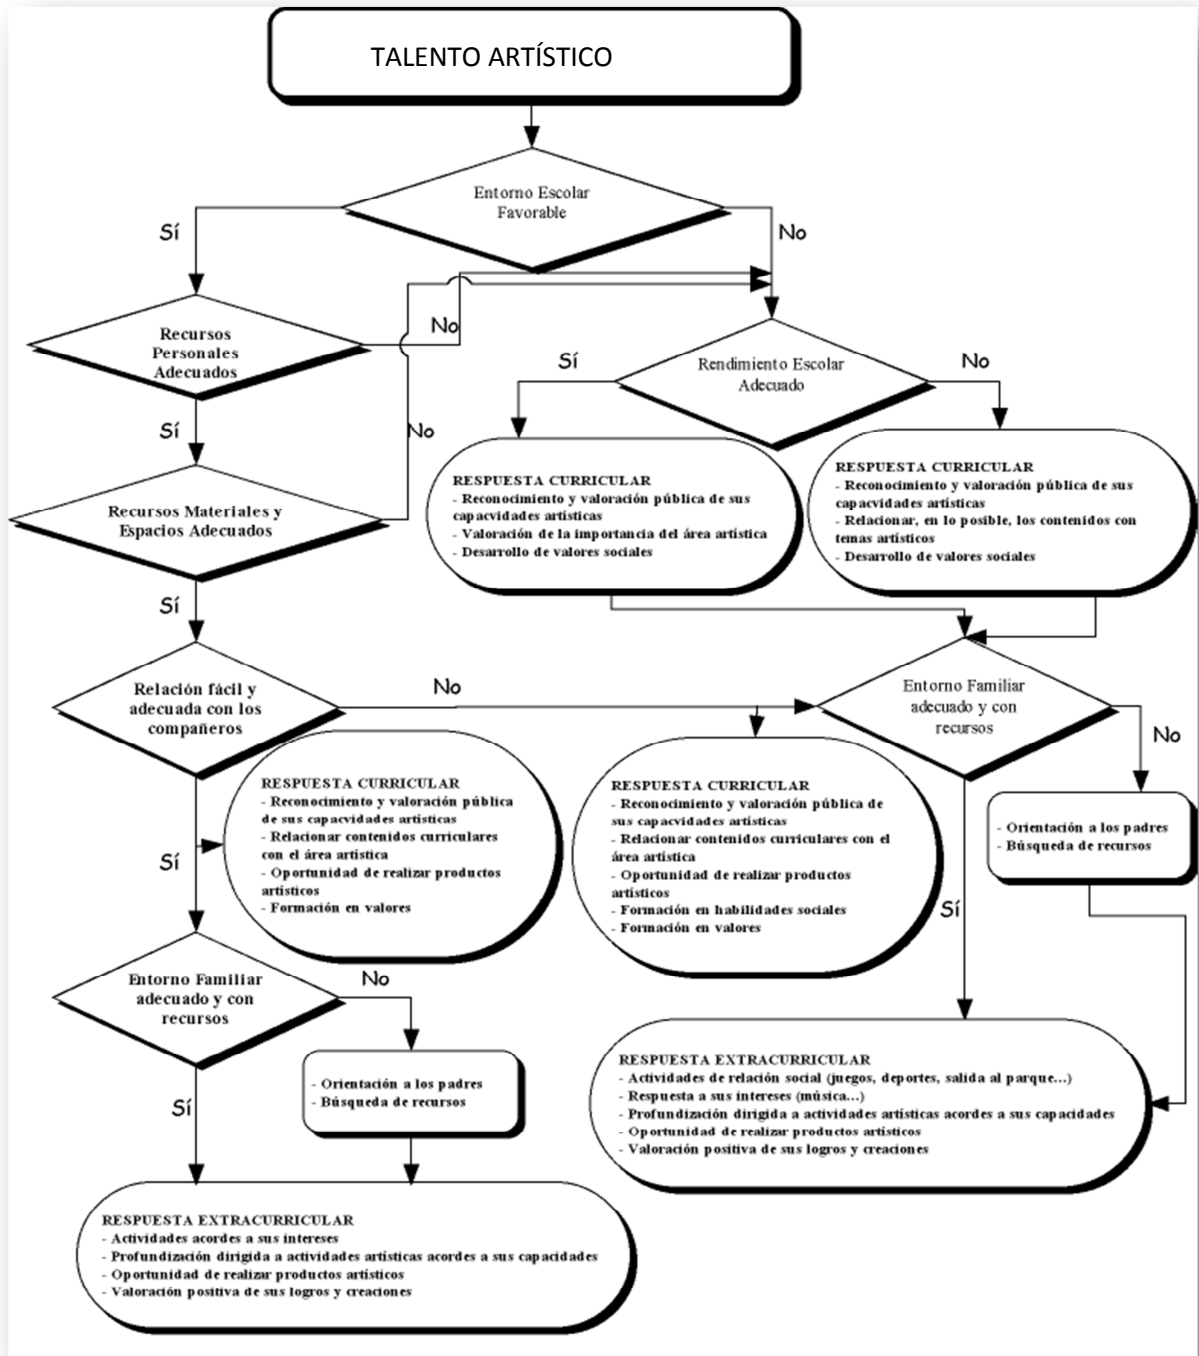 TALENTO ARTÍSTICO
Entorno Escolar
Favorable
Sí
No
Recursos
Personales
Adecuados
No
Rendimiento Escolar
Adecuado
Sí
No
Sí
No
Recursos Materiales y
Espacios Adecuados
RESPUESTA CURRICULAR
- Reconocimiento y valoración pública de sus
capacvidades artísticas
- Valoración de la importancia del área artística
- Desarrollo de valores sociales
RESPUESTA CURRICULAR
- Reconocimiento y valoración pública de sus
capacvidades artísticas
- Relacionar, en lo posible, los contenidos con
temas artísticos
- Desarrollo de valores sociales
Sí
Relación fácil y
adecuada con los
compañeros
No
Entorno Familiar
adecuado y con
recursos
No
RESPUESTA CURRICULAR
- Reconocimiento y valoración pública
de sus capacvidades artísticas
- Relacionar contenidos curriculares
con el área artística
- Oportunidad de realizar productos
artísticos
- Formación en valores
RESPUESTA CURRICULAR
- Reconocimiento y valoración pública de
sus capacvidades artísticas
- Relacionar contenidos curriculares con el
área artística
- Oportunidad de realizar productos
artísticos
- Formación en habilidades sociales
- Formación en valores
- Orientación a los padres
- Búsqueda de recursos
Sí
Sí
Entorno Familiar
adecuado y con
recursos
No
- Orientación a los padres
- Búsqueda de recursos
Sí
RESPUESTA EXTRACURRICULAR
- Actividades de relación social (juegos, deportes, salida al parque...)
- Respuesta a sus intereses (música...)
- Profundización dirigida a actividades artísticas acordes a sus capacidades
- Oportunidad de realizar productos artísticos
- Valoración positiva de sus logros y creaciones
RESPUESTA EXTRACURRICULAR
- Actividades acordes a sus intereses
- Profundización dirigida a actividades artísticas acordes a sus capacidades
- Oportunidad de realizar productos artísticos
- Valoración positiva de sus logros y creaciones